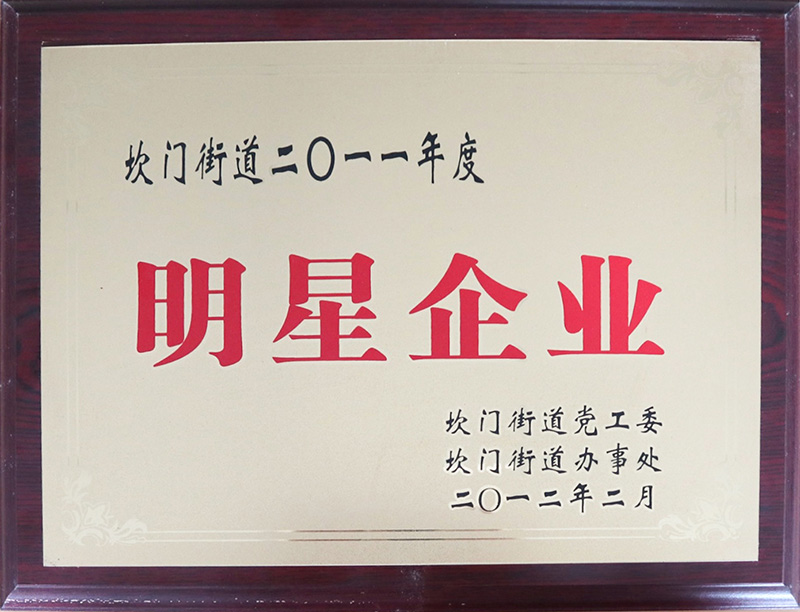 坎门街道二〇一一年度
明星企业
坎门街道党工委
坎门街道办事处
二〇一二年二月